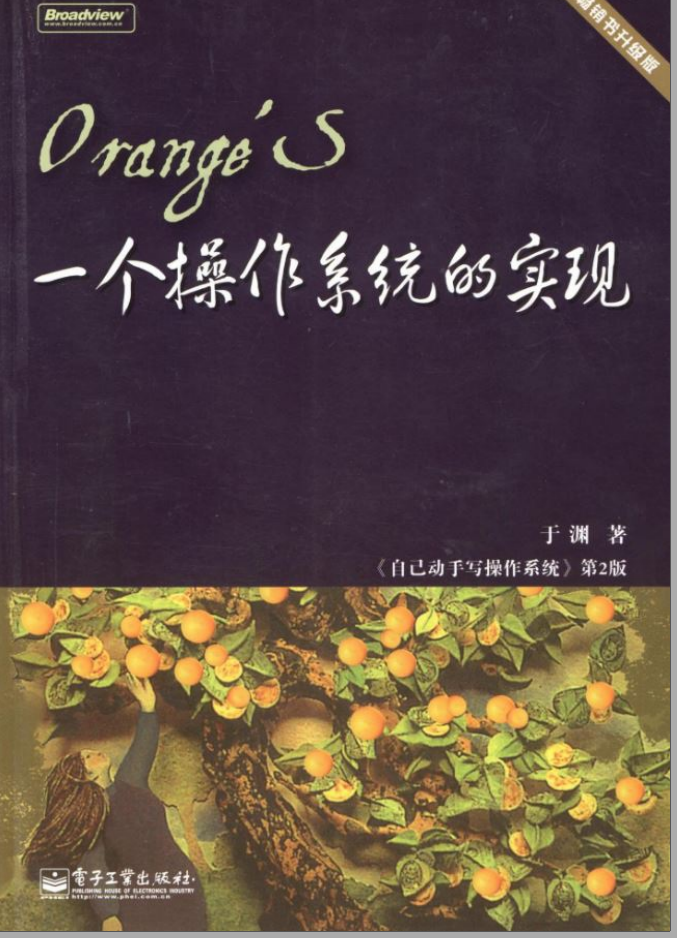 Broadview
www.broadview.com.cn
畅销书升级版
Orange'S
一个操作系统的实现
于渊 著
《自己动手写操作系统》第2版
電子工業出版社·
PUBLISHING HOUSE OF ELECTRONICS INDUSTRY
http://www.phei.com.cn